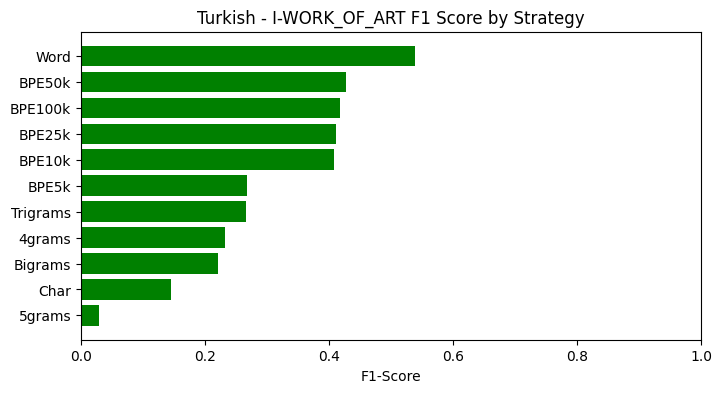 Turkish - I-WORK_OF_ART F1 Score by Strategy
Word
BPE50k
BPE100k
BPE25k
BPE10k
BPE5k
Trigrams
4grams
Bigrams
Char
5grams
0.0 0.2 0.4 0.6 0.8 1.0
F1-Score